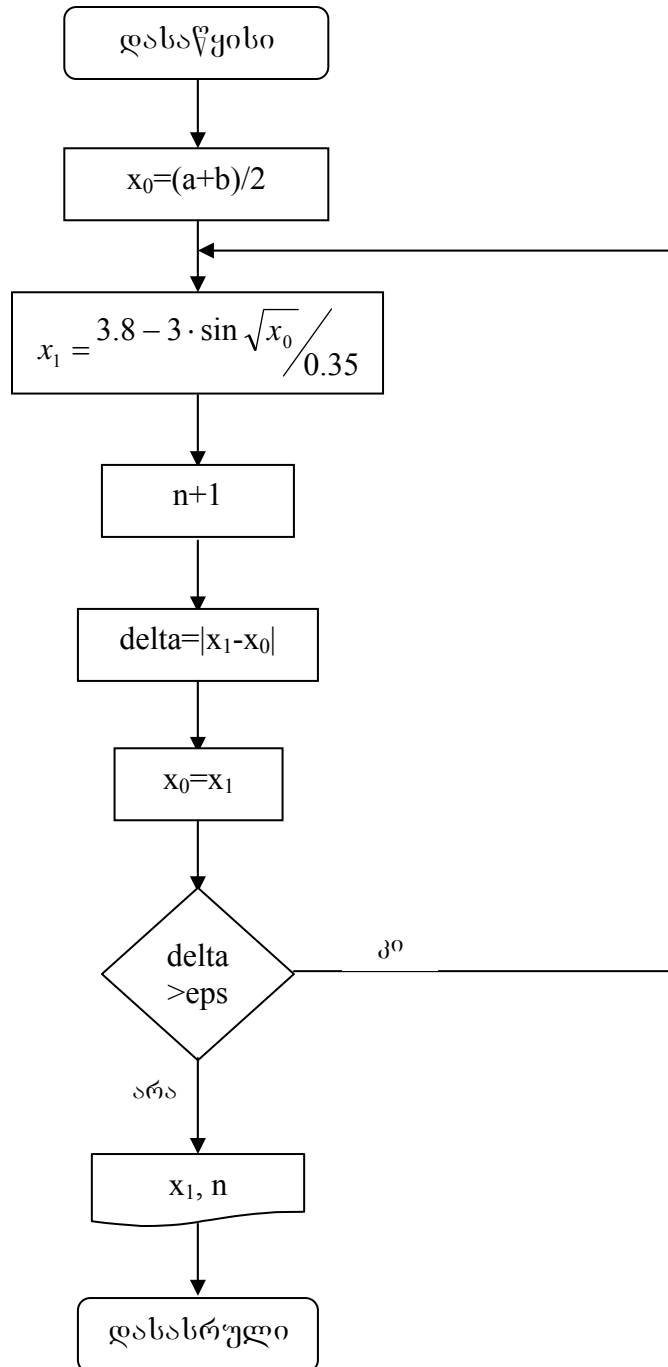 დასაწყისი
x₀=(a+b)/2
x₁ = 3.8 − 3 · sin √x₀ / 0.35
n+1
delta=|x₁-x₀|
x₀=x₁
delta
>eps
კი
არა
x₁, n
დასასრული